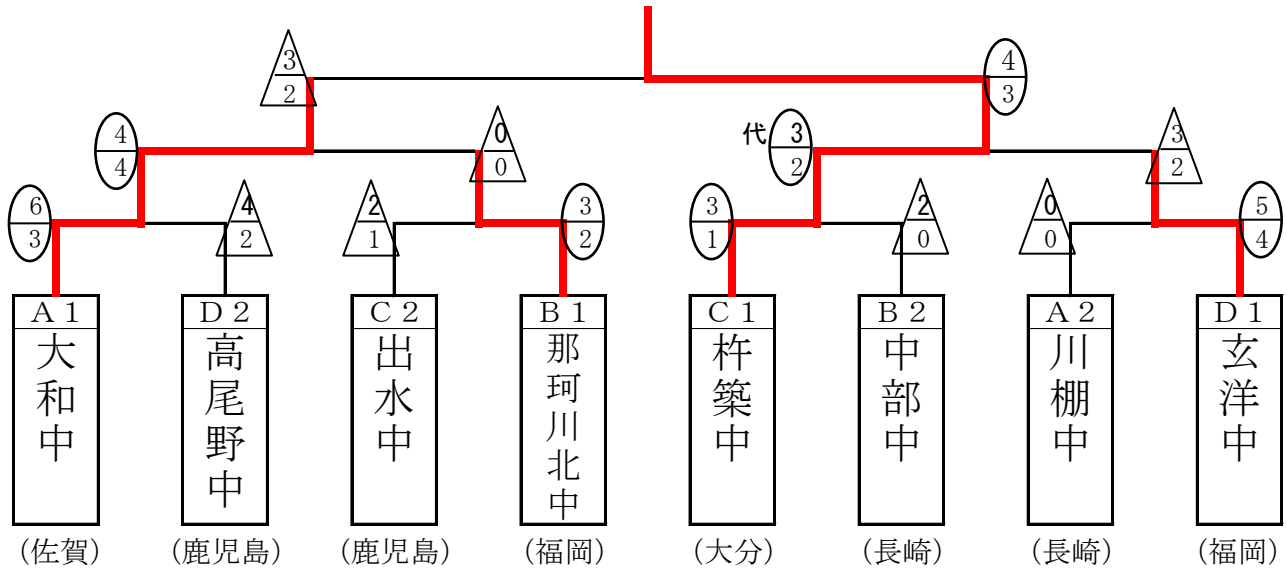 3 4
2 3
4 0 代 3 3
4 0 2 2
6 4 2 3 3 2 0 5
3 2 1 2 1 0 0 4
A1 D2 C2 B1 C1 B2 A2 D1
大和中 高尾野中 出水中 那珂川北中 杵築中 中部中 川棚中 玄洋中
(佐賀) (鹿児島) (鹿児島) (福岡) (大分) (長崎) (長崎) (福岡)